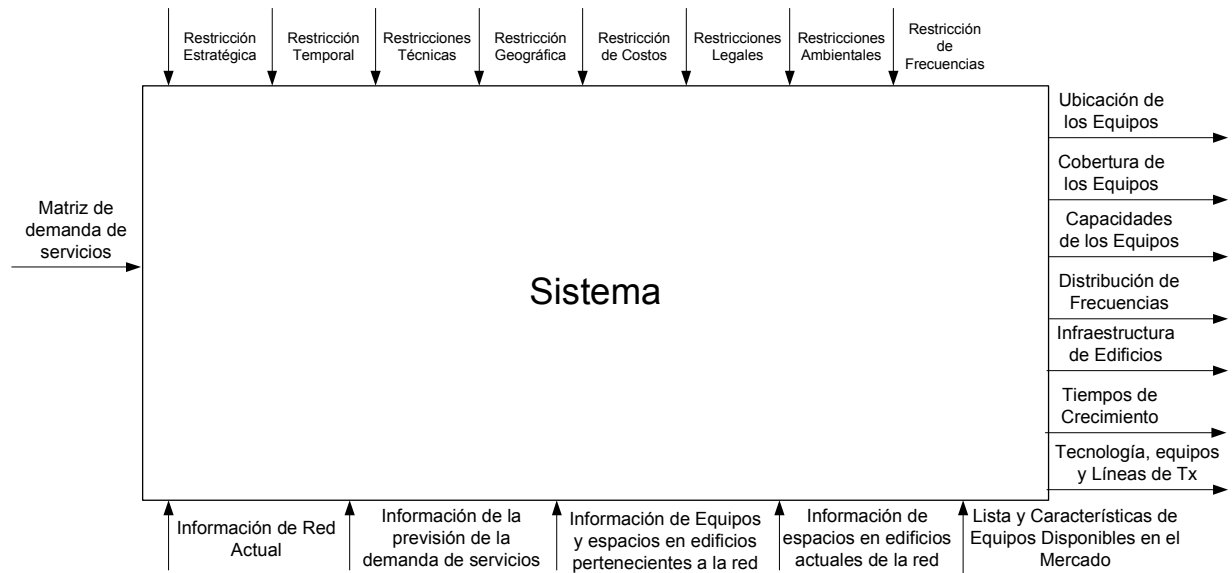 Restricción
Estratégica
Restricción
Temporal
Restricciones
Técnicas
Restricción
Geográfica
Restricción
de Costos
Restricciones
Legales
Restricciones
Ambientales
Restricción
de
Frecuencias
Matriz de
demanda de
servicios
Sistema
Ubicación de
los Equipos
Cobertura de
los Equipos
Capacidades
de los Equipos
Distribución de
Frecuencias
Infraestructura
de Edificios
Tiempos de
Crecimiento
Tecnología, equipos
y Líneas de Tx
Información de Red
Actual
Información de la
previsión de la
demanda de servicios
Información de Equipos
y espacios en edificios
pertenecientes a la red
Información de
espacios en edificios
actuales de la red
Lista y Características de
Equipos Disponibles en el
Mercado